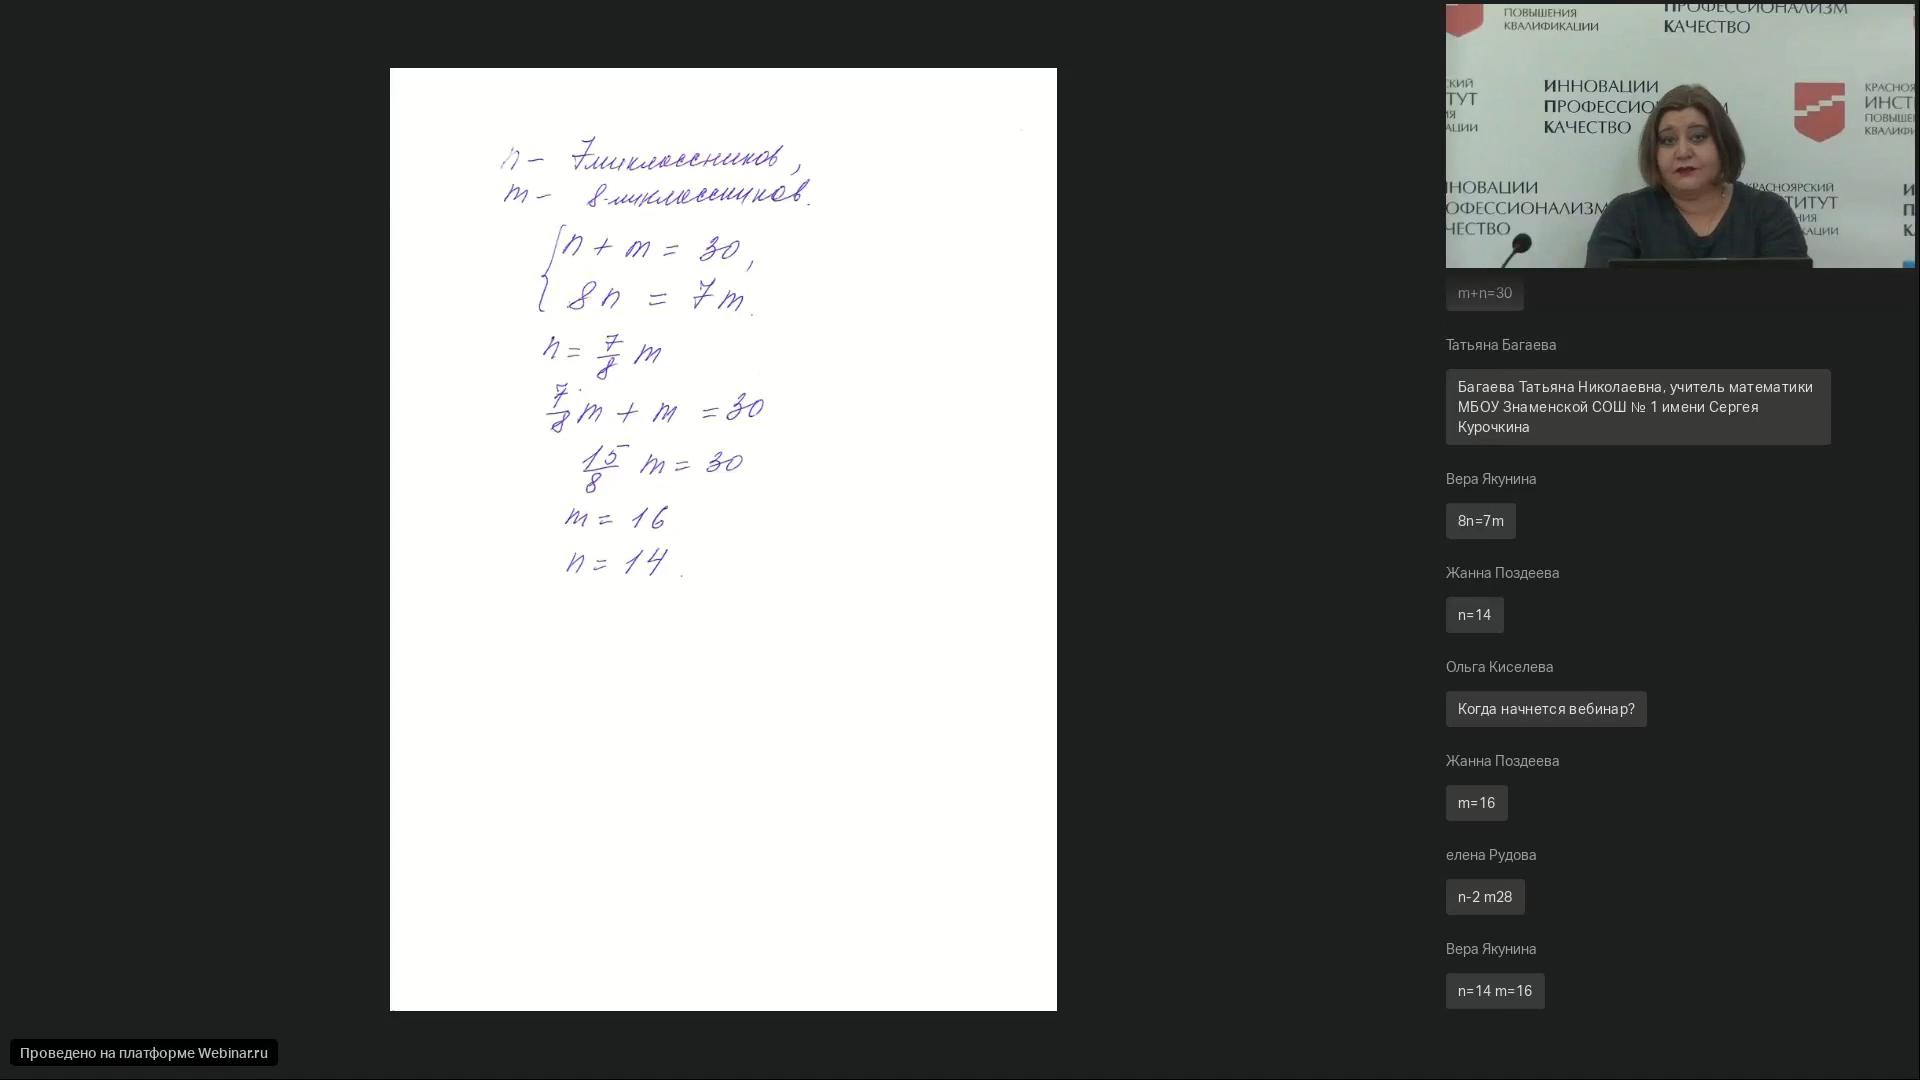 n – 7миклассников,
m – 8-миклассников.
n + m = 30,
8n = 7m.
n = 7/8 m
7/8 m + m = 30
15/8 m = 30
m = 16
n = 14.
ПОВЫШЕНИЯ
КВАЛИФИКАЦИИ
ПРОФЕССИОНАЛИЗМ
КАЧЕСТВО
ИННОВАЦИИ
КАЧЕСТВО
КРАСНОЯРСКИЙ
m+n=30
Татьяна Багаева
Багаева Татьяна Николаевна, учитель математики
МБОУ Знаменской СОШ № 1 имени Сергея
Курочкина
Вера Якунина
8n=7m
Жанна Поздеева
n=14
Ольга Киселева
Когда начнется вебинар?
Жанна Поздеева
m=16
елена Рудова
n-2 m28
Вера Якунина
n=14 m=16
Проведено на платформе Webinar.ru